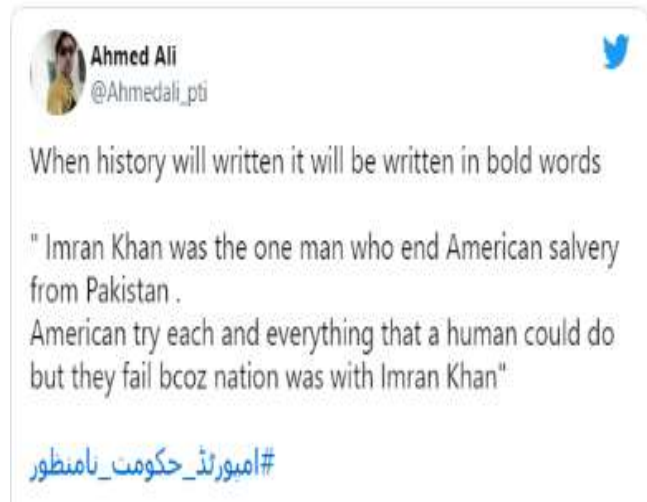 Ahmed Ali
@Ahmedali_pti
When history will written it will be written in bold words
" Imran Khan was the one man who end American salvery
from Pakistan .
American try each and everything that a human could do
but they fail bcoz nation was with Imran Khan"
#امپورٹڈ_حکومت_نامنظور